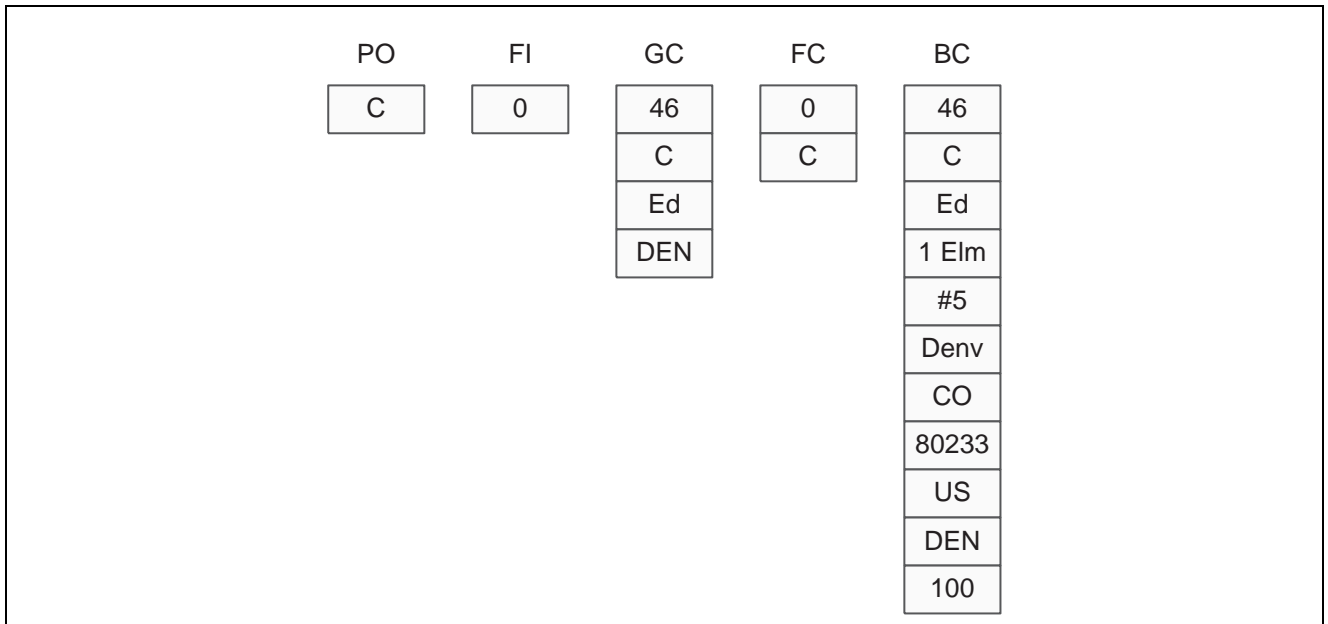 PO FI GC FC BC
C 0 46 0 46
C C C
Ed Ed
DEN 1 Elm
#5
Denv
CO
80233
US
DEN
100